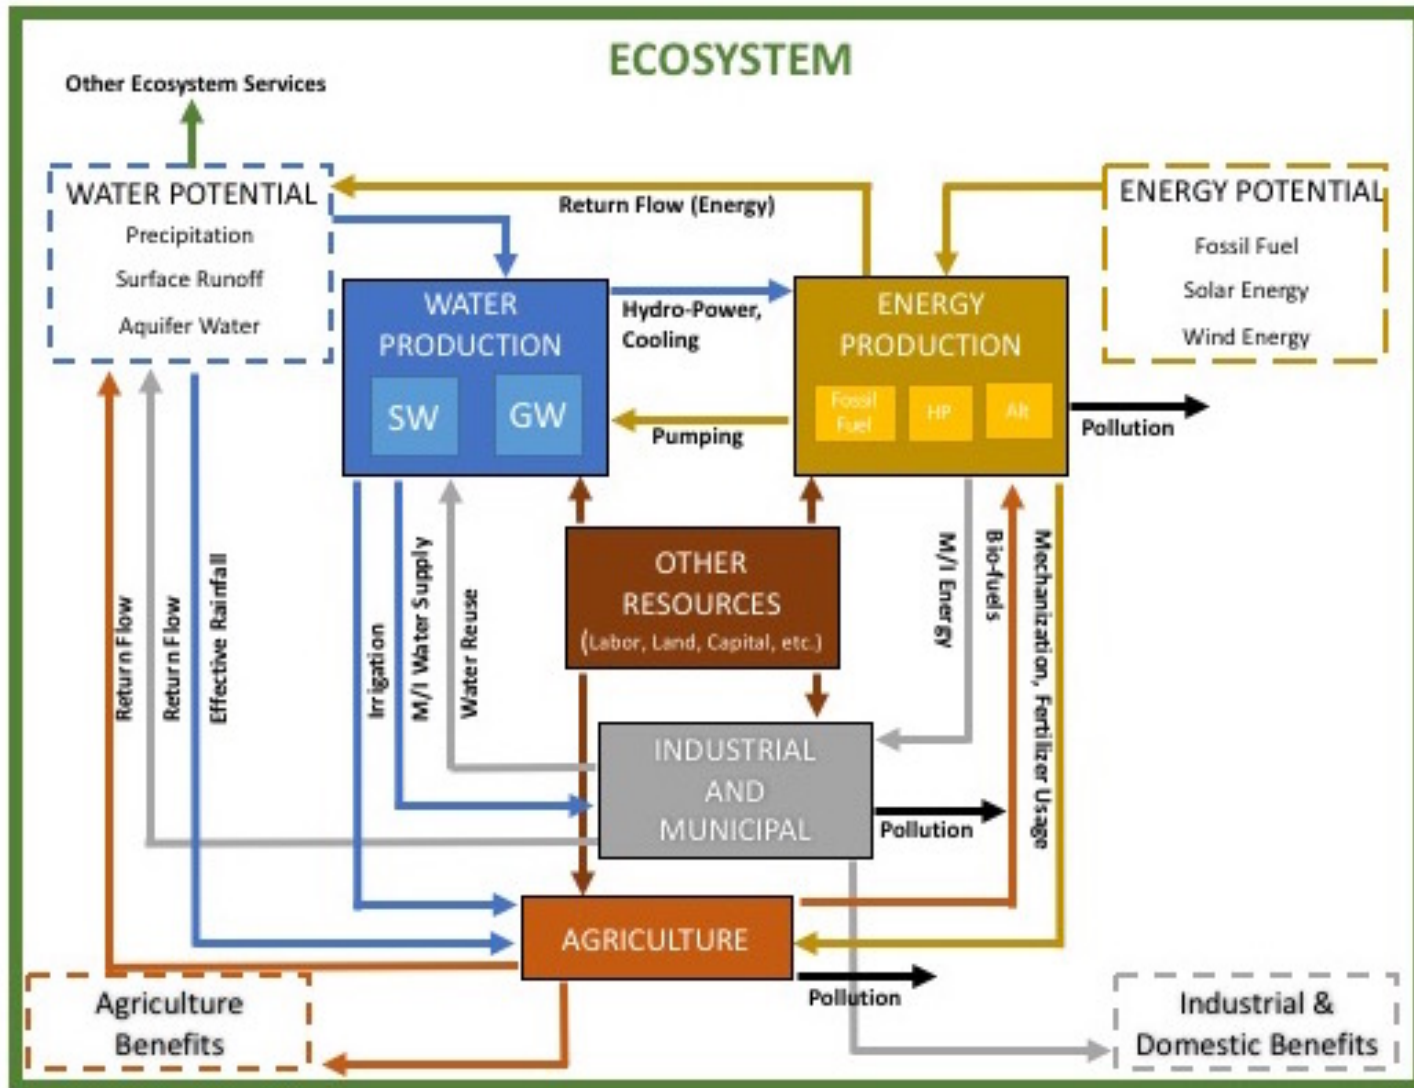 ECOSYSTEM
Other Ecosystem Services
WATER POTENTIAL
Precipitation
Surface Runoff
Aquifer Water
Return Flow (Energy)
ENERGY POTENTIAL
Fossil Fuel
Solar Energy
Wind Energy
WATER
PRODUCTION
SW
GW
Hydro-Power,
Cooling
Pumping
ENERGY
PRODUCTION
Fossil
Fuel
HP
Alt
Pollution
Return Flow
Return Flow
Effective Rainfall
Irrigation
M/I Water Supply
Water Reuse
OTHER
RESOURCES
(Labor, Land, Capital, etc.)
M/I Energy
Bio-fuels
Mechanization, Fertilizer Usage
INDUSTRIAL
AND
MUNICIPAL
Pollution
AGRICULTURE
Pollution
Agriculture
Benefits
Industrial &
Domestic Benefits